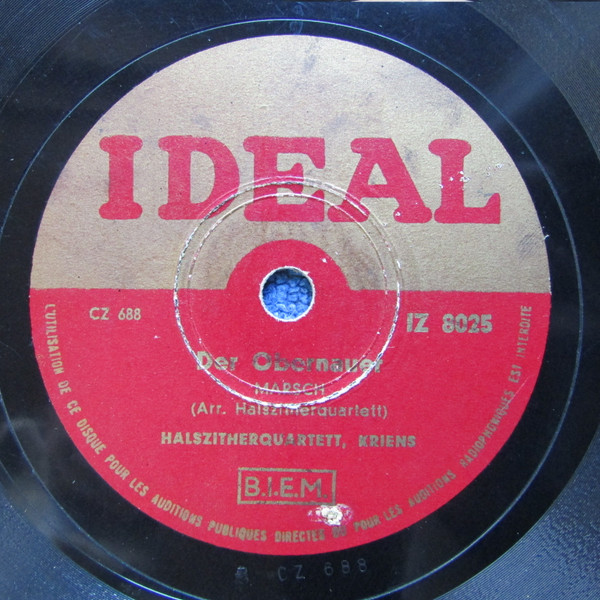 IDEAL
CZ 688
IZ 8025
Der Obernauer
MARSCH
(Arr. Halszitherquartett)
HALSZITHERQUARTETT, KRIENS
B.I.E.M.
L'UTILISATION DE CE DISQUE POUR LES AUDITIONS PUBLIQUES DIRECTES OU POUR LES AUDITIONS RADIOPHONIQUES EST INTERDITE
CZ 688